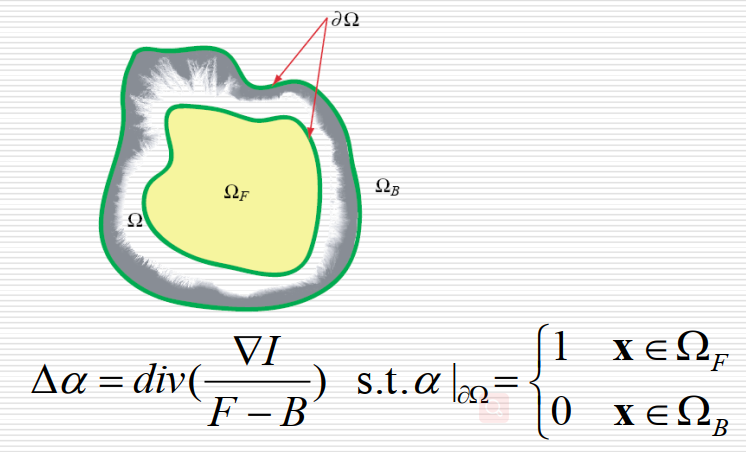 ∂Ω
Ω_F
Ω_B
Ω
Δα = div(∇I / (F − B)) s.t. α |_∂Ω = { 1 x ∈ Ω_F
0 x ∈ Ω_B